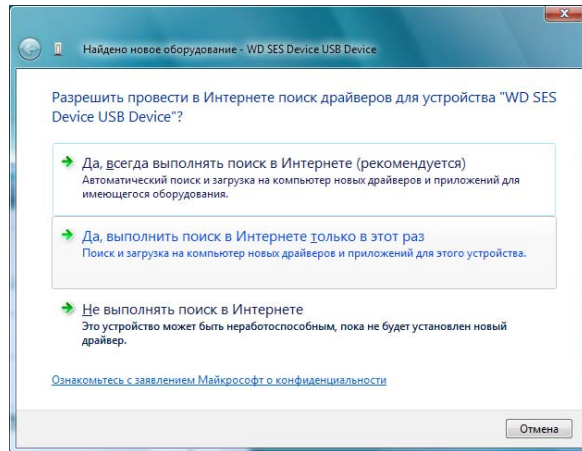 Найдено новое оборудование - WD SES Device USB Device
Разрешить провести в Интернете поиск драйверов для устройства "WD SES
Device USB Device"?
Да, всегда выполнять поиск в Интернете (рекомендуется)
Автоматический поиск и загрузка на компьютер новых драйверов и приложений для
имеющегося оборудования.
Да, выполнить поиск в Интернете только в этот раз
Поиск и загрузка на компьютер новых драйверов и приложений для этого устройства.
Не выполнять поиск в Интернете
Это устройство может быть неработоспособным, пока не будет установлен новый
драйвер.
Ознакомьтесь с заявлением Майкрософт о конфиденциальности
Отмена